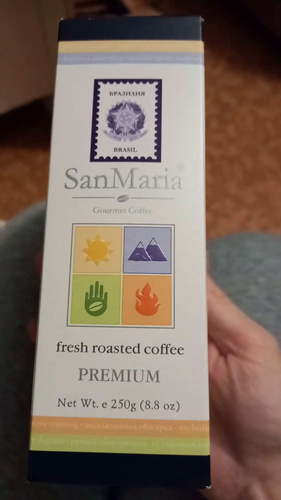 БРАЗИЛИЯ
BRASIL
SanMaria®
Gourmet Coffee
fresh roasted coffee
PREMIUM
Net Wt. e 250g (8.8 oz)